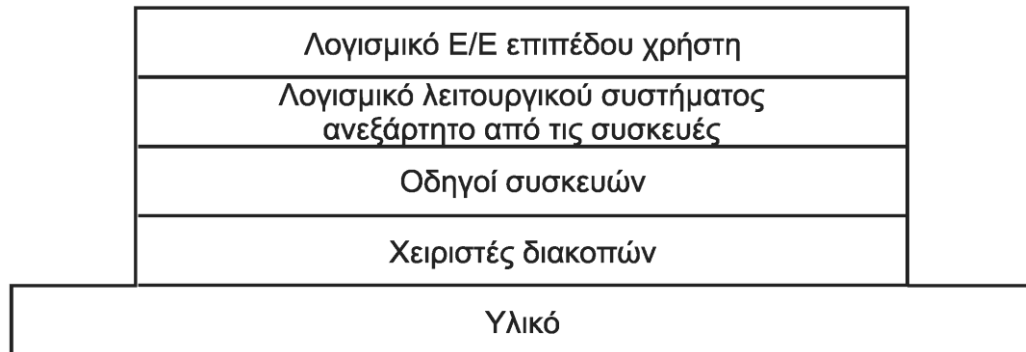 Λογισμικό Ε/Ε επιπέδου χρήστη
Λογισμικό λειτουργικού συστήματος
ανεξάρτητο από τις συσκευές
Οδηγοί συσκευών
Χειριστές διακοπών
Υλικό